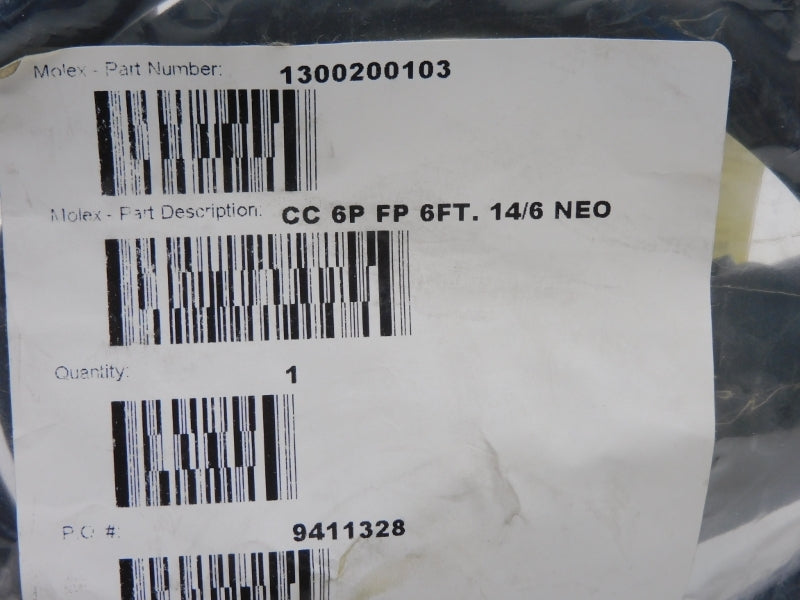 Molex - Part Number: 1300200103
Molex - Part Description: CC 6P FP 6FT. 14/6 NEO
Quantity: 1
P.O #: 9411328